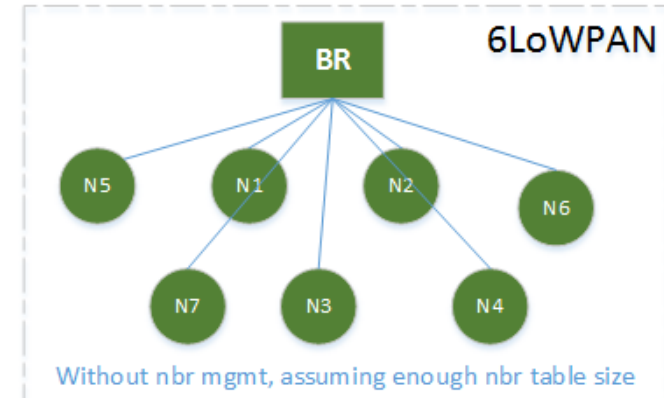 6LoWPAN
BR
N5
N1
N2
N6
N7
N3
N4
Without nbr mgmt, assuming enough nbr table size